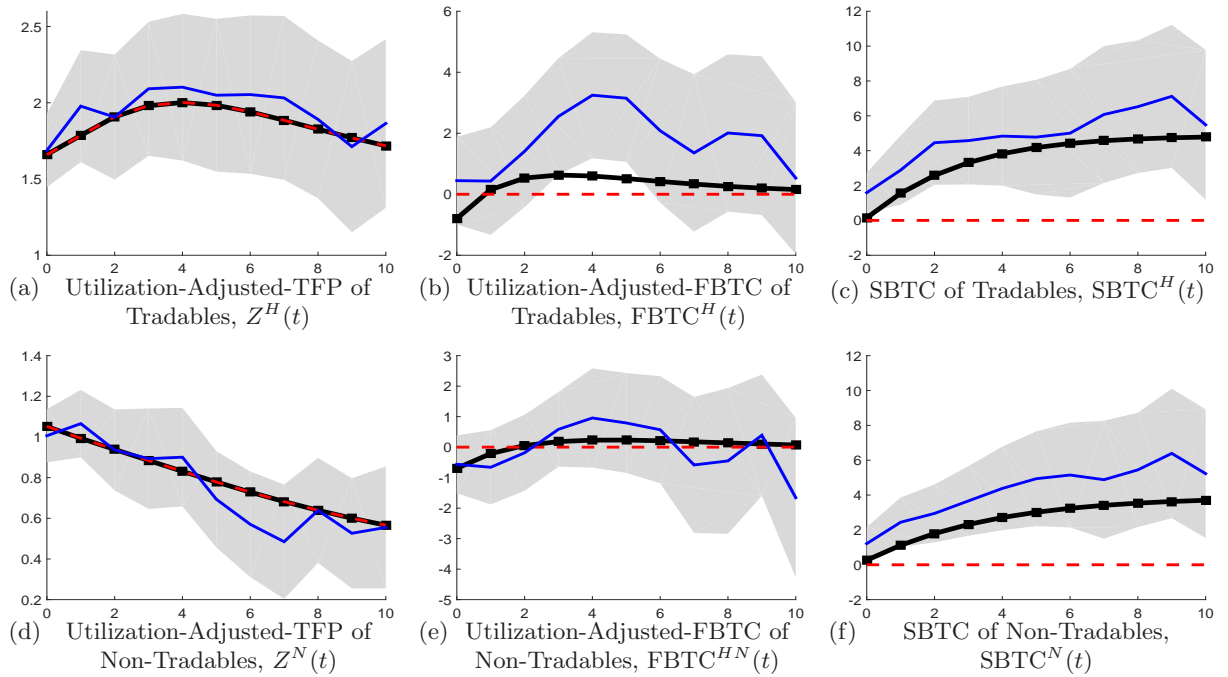 2.5
2
1.5
1
0 2 4 6 8 10
(a) Utilization-Adjusted-TFP of
Tradables, Z^H(t)
6
4
2
0
-2
0 2 4 6 8 10
(b) Utilization-Adjusted-FBTC of
Tradables, FBTC^H(t)
12
10
8
6
4
2
0
-2
0 2 4 6 8 10
(c) SBTC of Tradables, SBTC^H(t)
1.4
1.2
1
0.8
0.6
0.4
0.2
0 2 4 6 8 10
(d) Utilization-Adjusted-TFP of
Non-Tradables, Z^N(t)
3
2
1
0
-1
-2
-3
-4
-5
0 2 4 6 8 10
(e) Utilization-Adjusted-FBTC of
Non-Tradables, FBTC^HN(t)
12
10
8
6
4
2
0
-2
0 2 4 6 8 10
(f) SBTC of Non-Tradables,
SBTC^N(t)